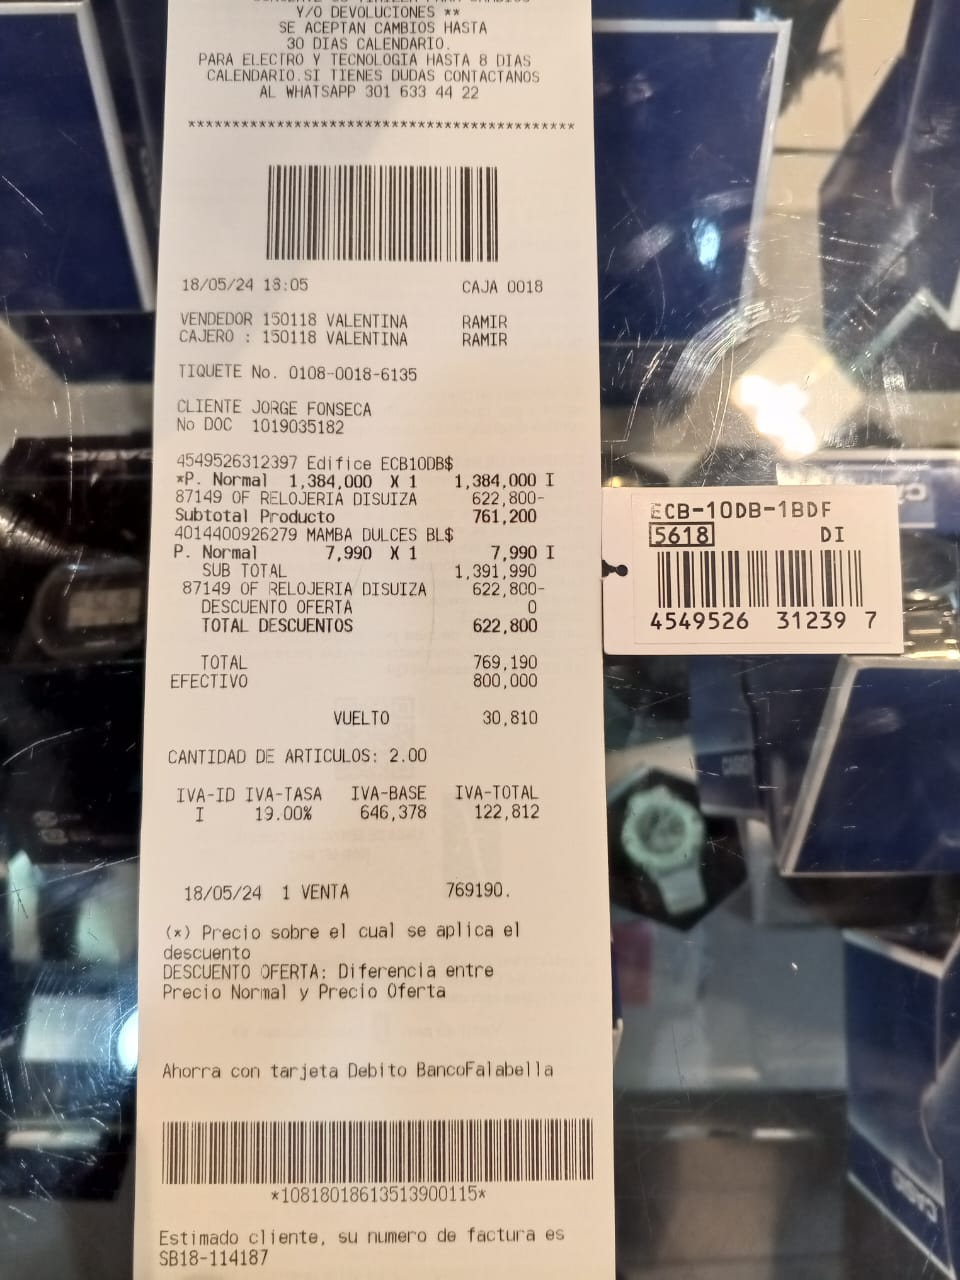 Y/O DEVOLUCIONES **
SE ACEPTAN CAMBIOS HASTA
30 DIAS CALENDARIO.
PARA ELECTRO Y TECNOLOGIA HASTA 8 DIAS
CALENDARIO.SI TIENES DUDAS CONTACTANOS
AL WHATSAPP 301 633 44 22
********************************************
18/05/24 18:05 CAJA 0018
VENDEDOR 150118 VALENTINA RAMIR
CAJERO : 150118 VALENTINA RAMIR
TIQUETE No. 0108-0018-6135
CLIENTE JORGE FONSECA
No DOC 1019035182
4549526312397 Edifice ECB10DB$
*P. Normal 1,384,000 X 1 1,384,000 I
87149 OF RELOJERIA DISUIZA 622,800-
Subtotal Producto 761,200
4014400926279 MAMBA DULCES BL$
P. Normal 7,990 X 1 7,990 I
SUB TOTAL 1,391,990
87149 OF RELOJERIA DISUIZA 622,800-
DESCUENTO OFERTA 0
TOTAL DESCUENTOS 622,800
TOTAL 769,190
EFECTIVO 800,000
VUELTO 30,810
CANTIDAD DE ARTICULOS: 2.00
IVA-ID IVA-TASA IVA-BASE IVA-TOTAL
I 19.00% 646,378 122,812
18/05/24 1 VENTA 769190.
(*) Precio sobre el cual se aplica el
descuento
DESCUENTO OFERTA: Diferencia entre
Precio Normal y Precio Oferta
Ahorra con tarjeta Debito BancoFalabella
*10818018613513900115*
Estimado cliente, su numero de factura es
SB18-114187
ECB-10DB-1BDF
5618 DI
4549526 31239 7
CASIO
CASIO